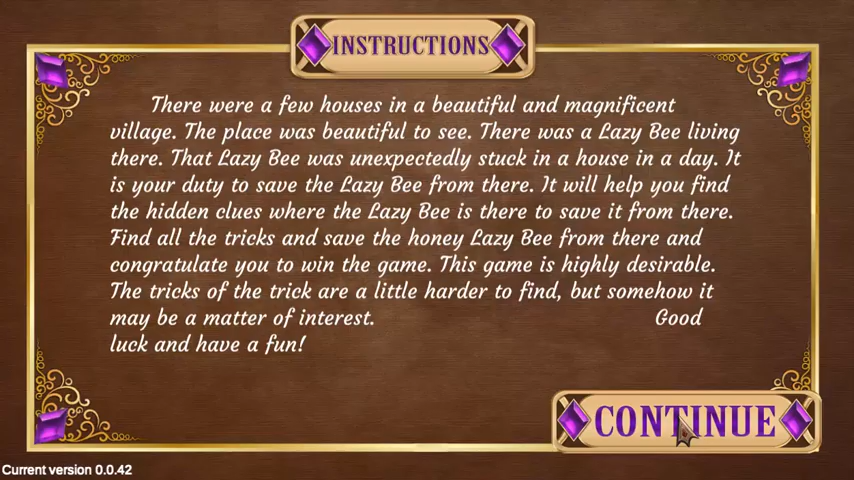 INSTRUCTIONS
There were a few houses in a beautiful and magnificent
village. The place was beautiful to see. There was a Lazy Bee living
there. That Lazy Bee was unexpectedly stuck in a house in a day. It
is your duty to save the Lazy Bee from there. It will help you find
the hidden clues where the Lazy Bee is there to save it from there.
Find all the tricks and save the honey Lazy Bee from there and
congratulate you to win the game. This game is highly desirable.
The tricks of the trick are a little harder to find, but somehow it
may be a matter of interest. Good
luck and have a fun!
CONTINUE
Current version 0.0.42